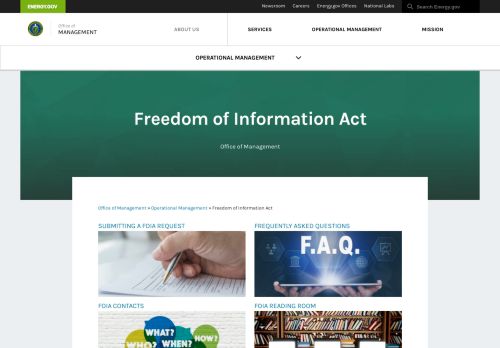 ENERGY.GOV
Newsroom Careers Energy.gov Offices National Labs Search Energy.gov
Office of
MANAGEMENT
ABOUT US SERVICES OPERATIONAL MANAGEMENT MISSION
OPERATIONAL MANAGEMENT
Freedom of Information Act
Office of Management
Office of Management » Operational Management » Freedom of Information Act
SUBMITTING A FOIA REQUEST
FREQUENTLY ASKED QUESTIONS
F.A.Q.
FOIA CONTACTS
FOIA READING ROOM
WHAT?
WHO?
WHEN?
HOW?